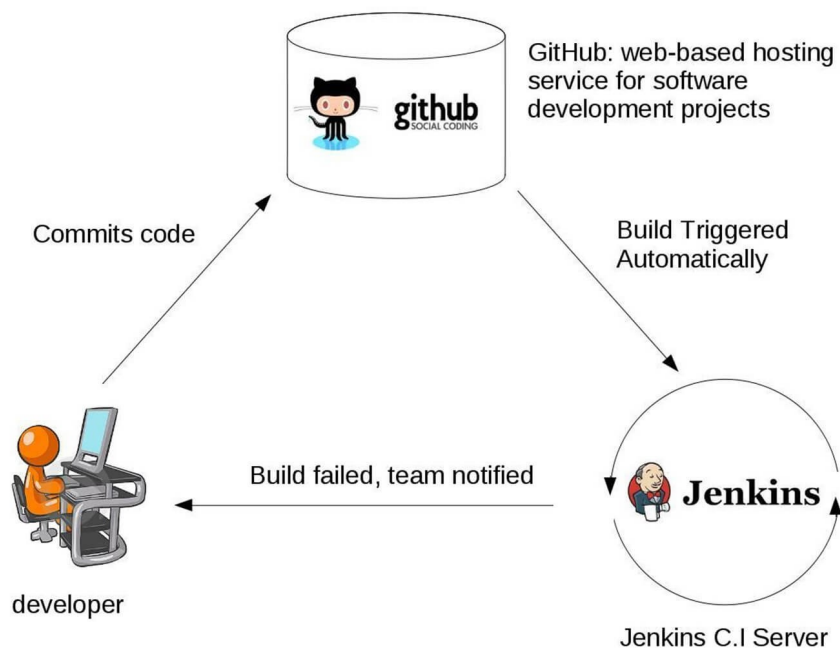 GitHub: web-based hosting
service for software
development projects
github
SOCIAL CODING
Commits code
Build Triggered
Automatically
Build failed, team notified
Jenkins
developer
Jenkins C.I Server